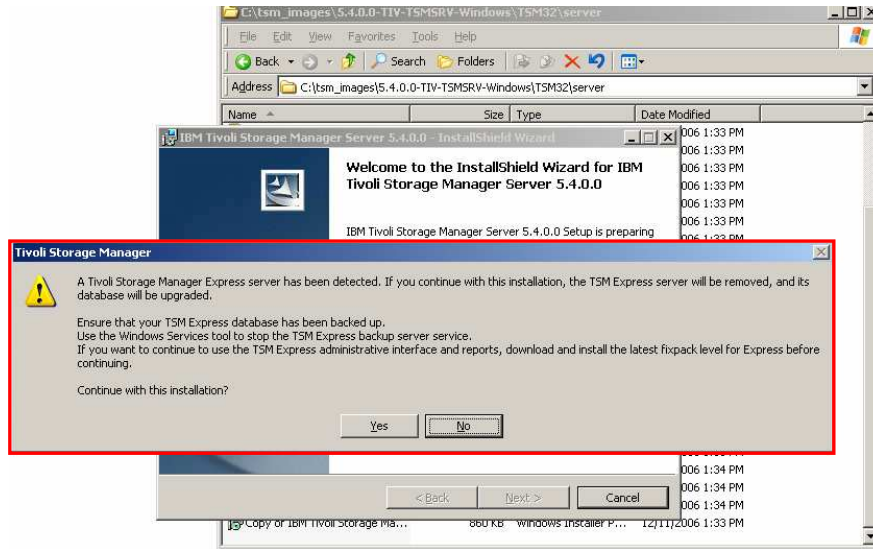 C:\tsm_images\5.4.0.0-TIV-TSMSRV-Windows\TSM32\server
File Edit View Favorites Tools Help
Back Search Folders
Address C:\tsm_images\5.4.0.0-TIV-TSMSRV-Windows\TSM32\server
Name Size Type Date Modified
006 1:33 PM
IBM Tivoli Storage Manager Server 5.4.0.0 - InstallShield Wizard
006 1:33 PM
Welcome to the InstallShield Wizard for IBM
Tivoli Storage Manager Server 5.4.0.0
006 1:33 PM
006 1:33 PM
006 1:33 PM
006 1:33 PM
IBM Tivoli Storage Manager Server 5.4.0.0 Setup is preparing
006 1:33 PM
Tivoli Storage Manager
A Tivoli Storage Manager Express server has been detected. If you continue with this installation, the TSM Express server will be removed, and its
database will be upgraded.
Ensure that your TSM Express database has been backed up.
Use the Windows Services tool to stop the TSM Express backup server service.
If you want to continue to use the TSM Express administrative interface and reports, download and install the latest fixpack level for Express before
continuing.
Continue with this installation?
Yes No
006 1:34 PM
006 1:34 PM
< Back Next > Cancel
006 1:34 PM
Copy of IBM Tivoli Storage Ma... 860 KB Windows Installer P... 12/11/2006 1:33 PM